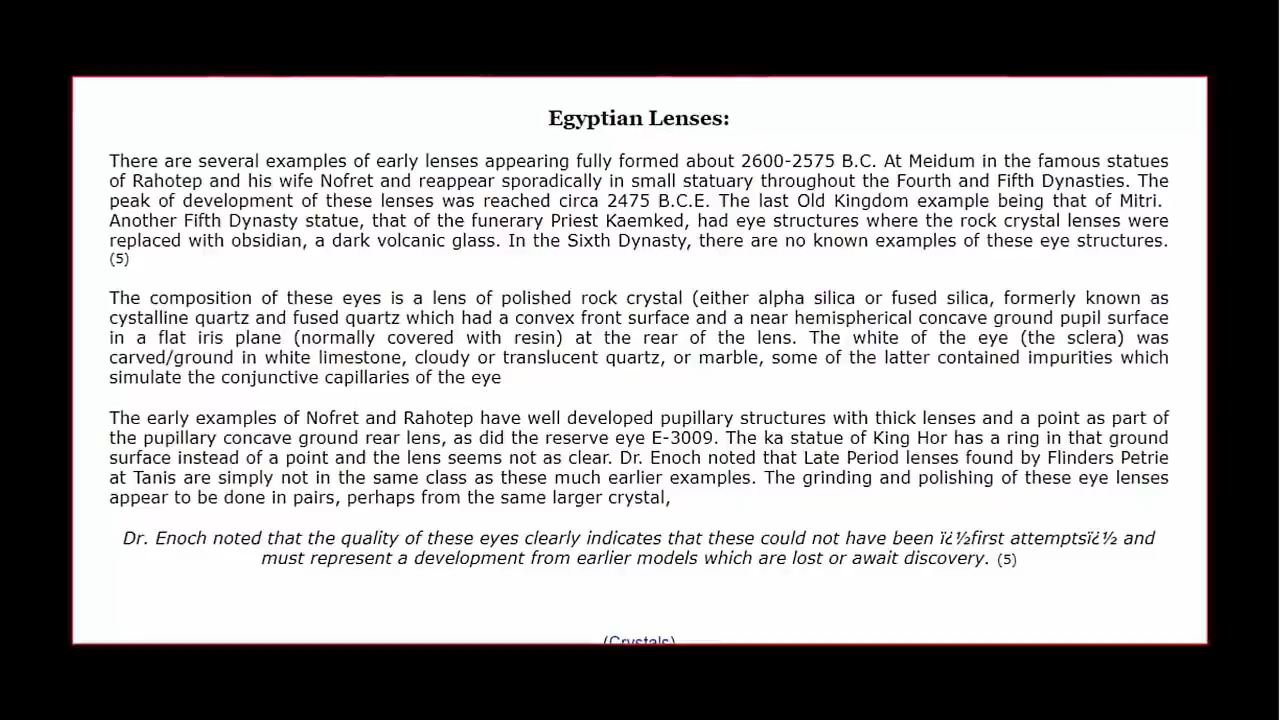 Egyptian Lenses:
There are several examples of early lenses appearing fully formed about 2600-2575 B.C. At Meidum in the famous statues
of Rahotep and his wife Nofret and reappear sporadically in small statuary throughout the Fourth and Fifth Dynasties. The
peak of development of these lenses was reached circa 2475 B.C.E. The last Old Kingdom example being that of Mitri.
Another Fifth Dynasty statue, that of the funerary Priest Kaemked, had eye structures where the rock crystal lenses were
replaced with obsidian, a dark volcanic glass. In the Sixth Dynasty, there are no known examples of these eye structures.
(5)
The composition of these eyes is a lens of polished rock crystal (either alpha silica or fused silica, formerly known as
cystalline quartz and fused quartz which had a convex front surface and a near hemispherical concave ground pupil surface
in a flat iris plane (normally covered with resin) at the rear of the lens. The white of the eye (the sclera) was
carved/ground in white limestone, cloudy or translucent quartz, or marble, some of the latter contained impurities which
simulate the conjunctive capillaries of the eye
The early examples of Nofret and Rahotep have well developed pupillary structures with thick lenses and a point as part of
the pupillary concave ground rear lens, as did the reserve eye E-3009. The ka statue of King Hor has a ring in that ground
surface instead of a point and the lens seems not as clear. Dr. Enoch noted that Late Period lenses found by Flinders Petrie
at Tanis are simply not in the same class as these much earlier examples. The grinding and polishing of these eye lenses
appear to be done in pairs, perhaps from the same larger crystal,
Dr. Enoch noted that the quality of these eyes clearly indicates that these could not have been ï¿½first attemptsï¿½ and
must represent a development from earlier models which are lost or await discovery. (5)
(Crystals)